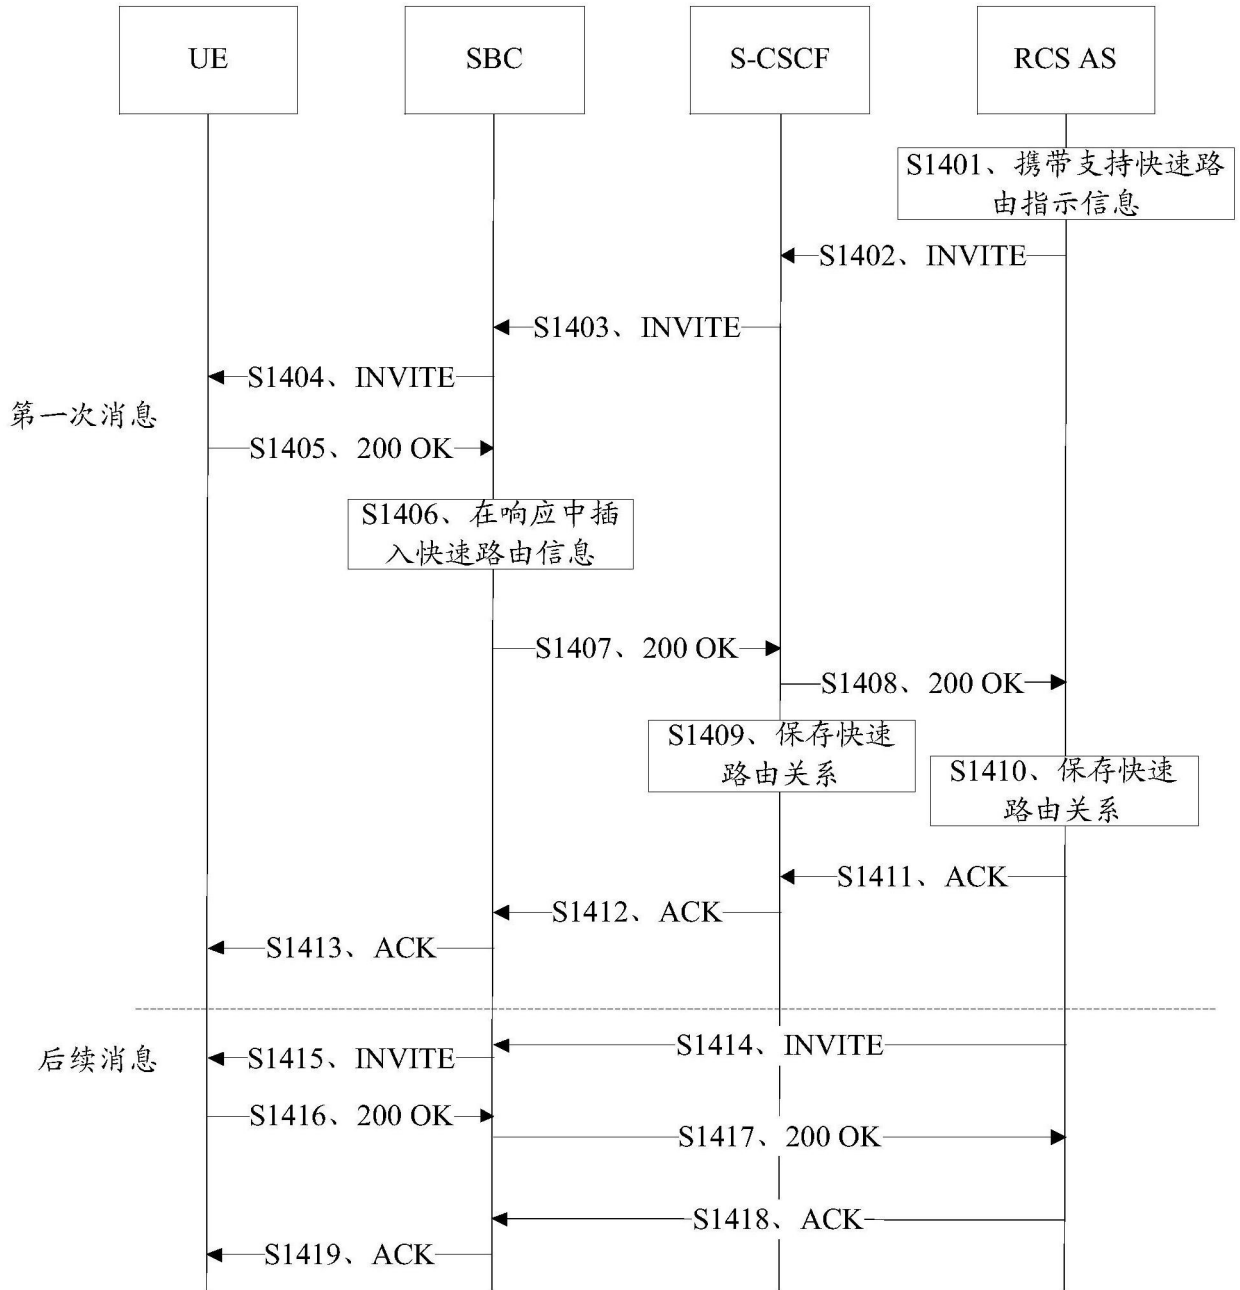 UE
SBC
S-CSCF
RCS AS
S1401、携带支持快速路
由指示信息
S1402、INVITE
S1403、INVITE
S1404、INVITE
第一次消息
S1405、200 OK
S1406、在响应中插
入快速路由信息
S1407、200 OK
S1408、200 OK
S1409、保存快速
路由关系
S1410、保存快速
路由关系
S1411、ACK
S1412、ACK
S1413、ACK
后续消息
S1414、INVITE
S1415、INVITE
S1416、200 OK
S1417、200 OK
S1418、ACK
S1419、ACK